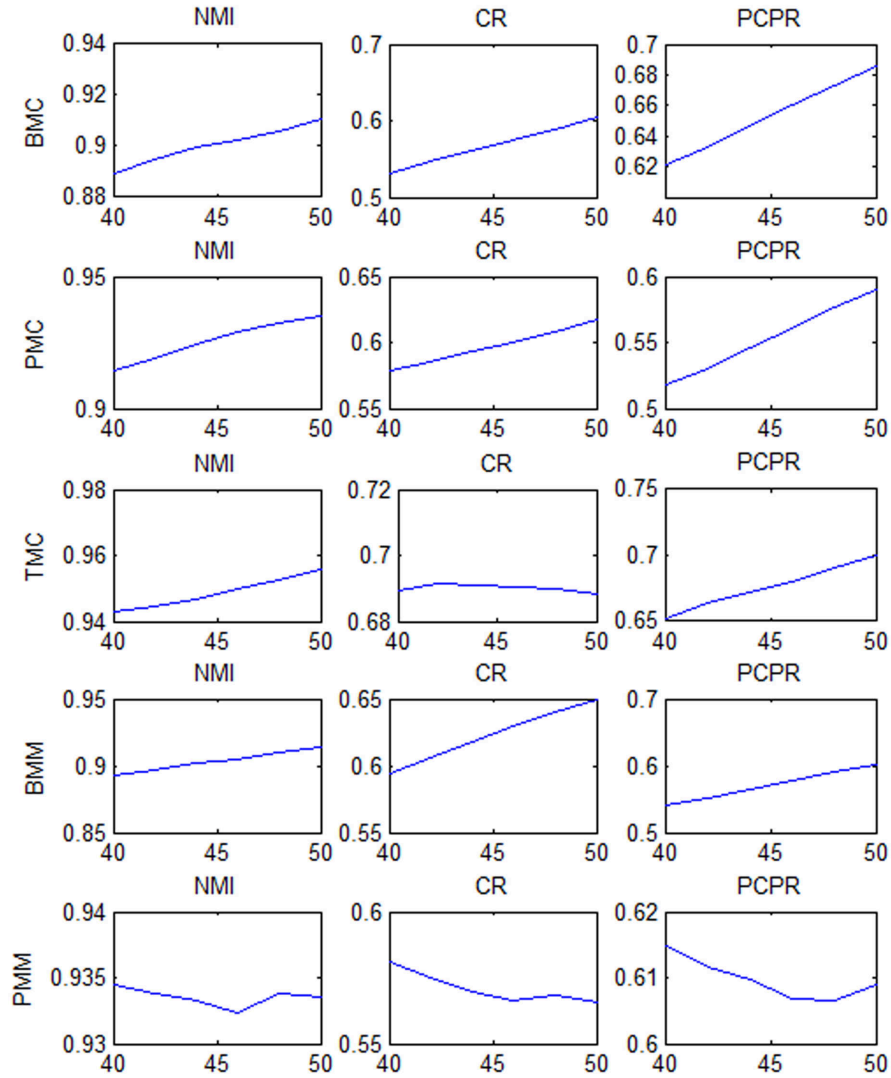 NMI CR PCPR
BMC
0.94 0.92 0.9 0.88
0.7 0.6 0.5
0.7 0.68 0.66 0.64 0.62
40 45 50 40 45 50 40 45 50
NMI CR PCPR
PMC
0.95 0.9
0.65 0.6 0.55
0.6 0.55 0.5
40 45 50 40 45 50 40 45 50
NMI CR PCPR
TMC
0.98 0.96 0.94
0.72 0.7 0.68
0.75 0.7 0.65
40 45 50 40 45 50 40 45 50
NMI CR PCPR
BMM
0.95 0.9 0.85
0.65 0.6 0.55
0.7 0.6 0.5
40 45 50 40 45 50 40 45 50
NMI CR PCPR
PMM
0.94 0.935 0.93
0.6 0.55
0.62 0.61 0.6
40 45 50 40 45 50 40 45 50